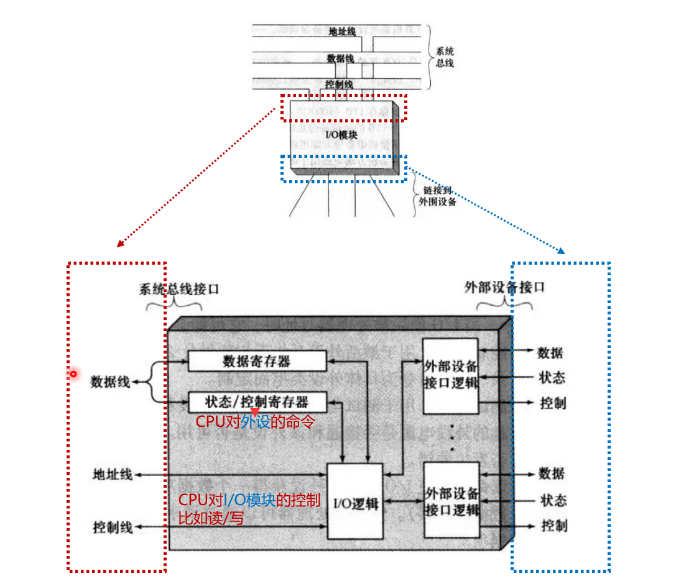 地址线
数据线
控制线
系统
总线
I/O模块
链接到
外围设备
系统总线接口
外部设备接口
数据寄存器
状态/控制寄存器
CPU对外设的命令
数据线
地址线
控制线
CPU对I/O模块的控制
比如读/写
I/O逻辑
外部设备
接口逻辑
数据
状态
控制
外部设备
接口逻辑
数据
状态
控制